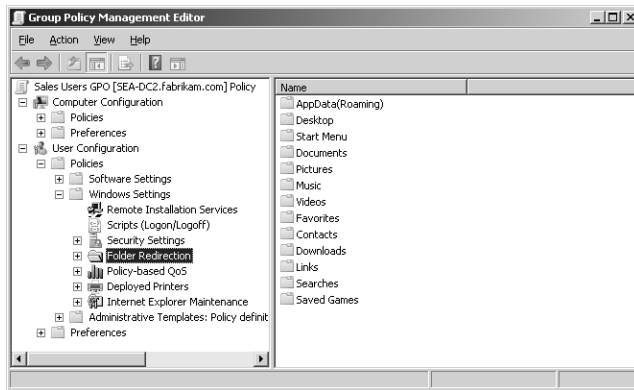 Group Policy Management Editor
File Action View Help
Sales Users GPO [SEA-DC2.fabrikam.com] Policy
Computer Configuration
Policies
Preferences
User Configuration
Policies
Software Settings
Windows Settings
Remote Installation Services
Scripts (Logon/Logoff)
Security Settings
Folder Redirection
Policy-based QoS
Deployed Printers
Internet Explorer Maintenance
Administrative Templates: Policy definit
Preferences
Name
AppData(Roaming)
Desktop
Start Menu
Documents
Pictures
Music
Videos
Favorites
Contacts
Downloads
Links
Searches
Saved Games